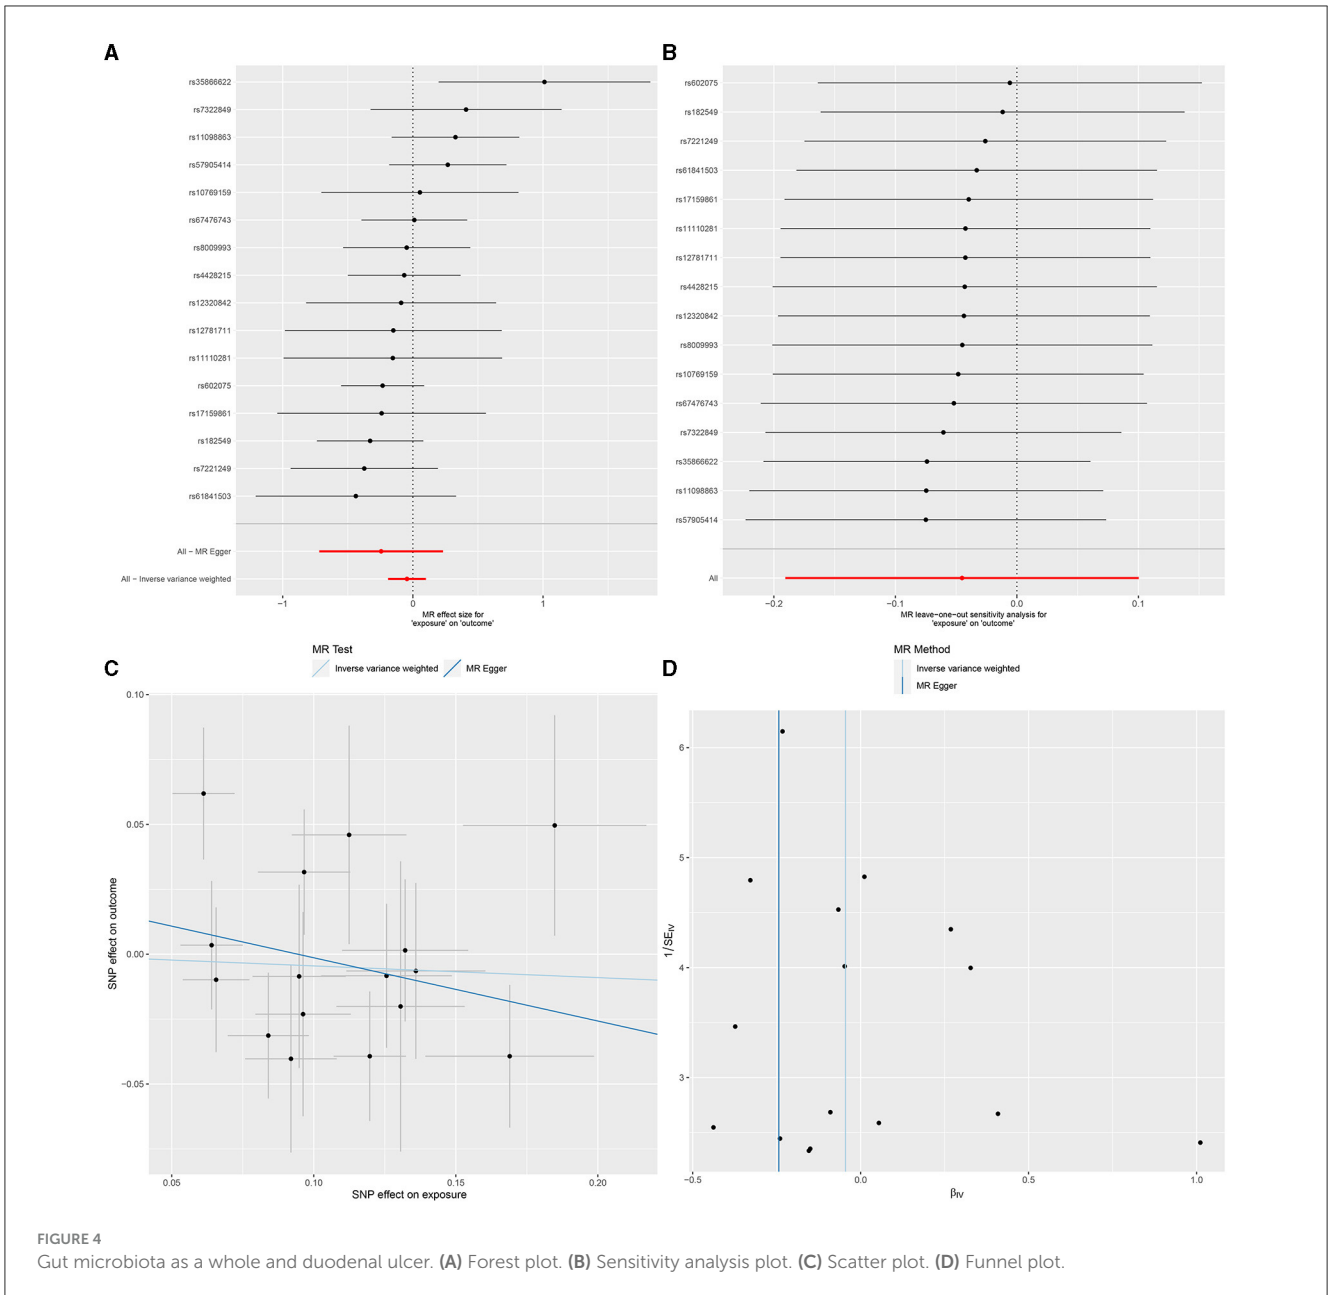 A
rs35866622
rs7322849
rs11098863
rs57905414
rs10769159
rs67476743
rs8009993
rs4428215
rs12320842
rs12781711
rs11110281
rs602075
rs17159861
rs182549
rs7221249
rs61841503
All − MR Egger
All − Inverse variance weighted
−1 0 1
MR effect size for
'exposure' on 'outcome'
B
rs602075
rs182549
rs7221249
rs61841503
rs17159861
rs11110281
rs12781711
rs4428215
rs12320842
rs8009993
rs10769159
rs67476743
rs7322849
rs35866622
rs11098863
rs57905414
All
−0.2 −0.1 0.0 0.1
MR leave−one−out sensitivity analysis for
'exposure' on 'outcome'
C
MR Test
Inverse variance weighted MR Egger
0.10
0.05
0.00
−0.05
SNP effect on outcome
0.05 0.10 0.15 0.20
SNP effect on exposure
D
MR Method
Inverse variance weighted
MR Egger
6
5
4
3
1/SEIV
−0.5 0.0 0.5 1.0
βIV
FIGURE 4
Gut microbiota as a whole and duodenal ulcer. (A) Forest plot. (B) Sensitivity analysis plot. (C) Scatter plot. (D) Funnel plot.